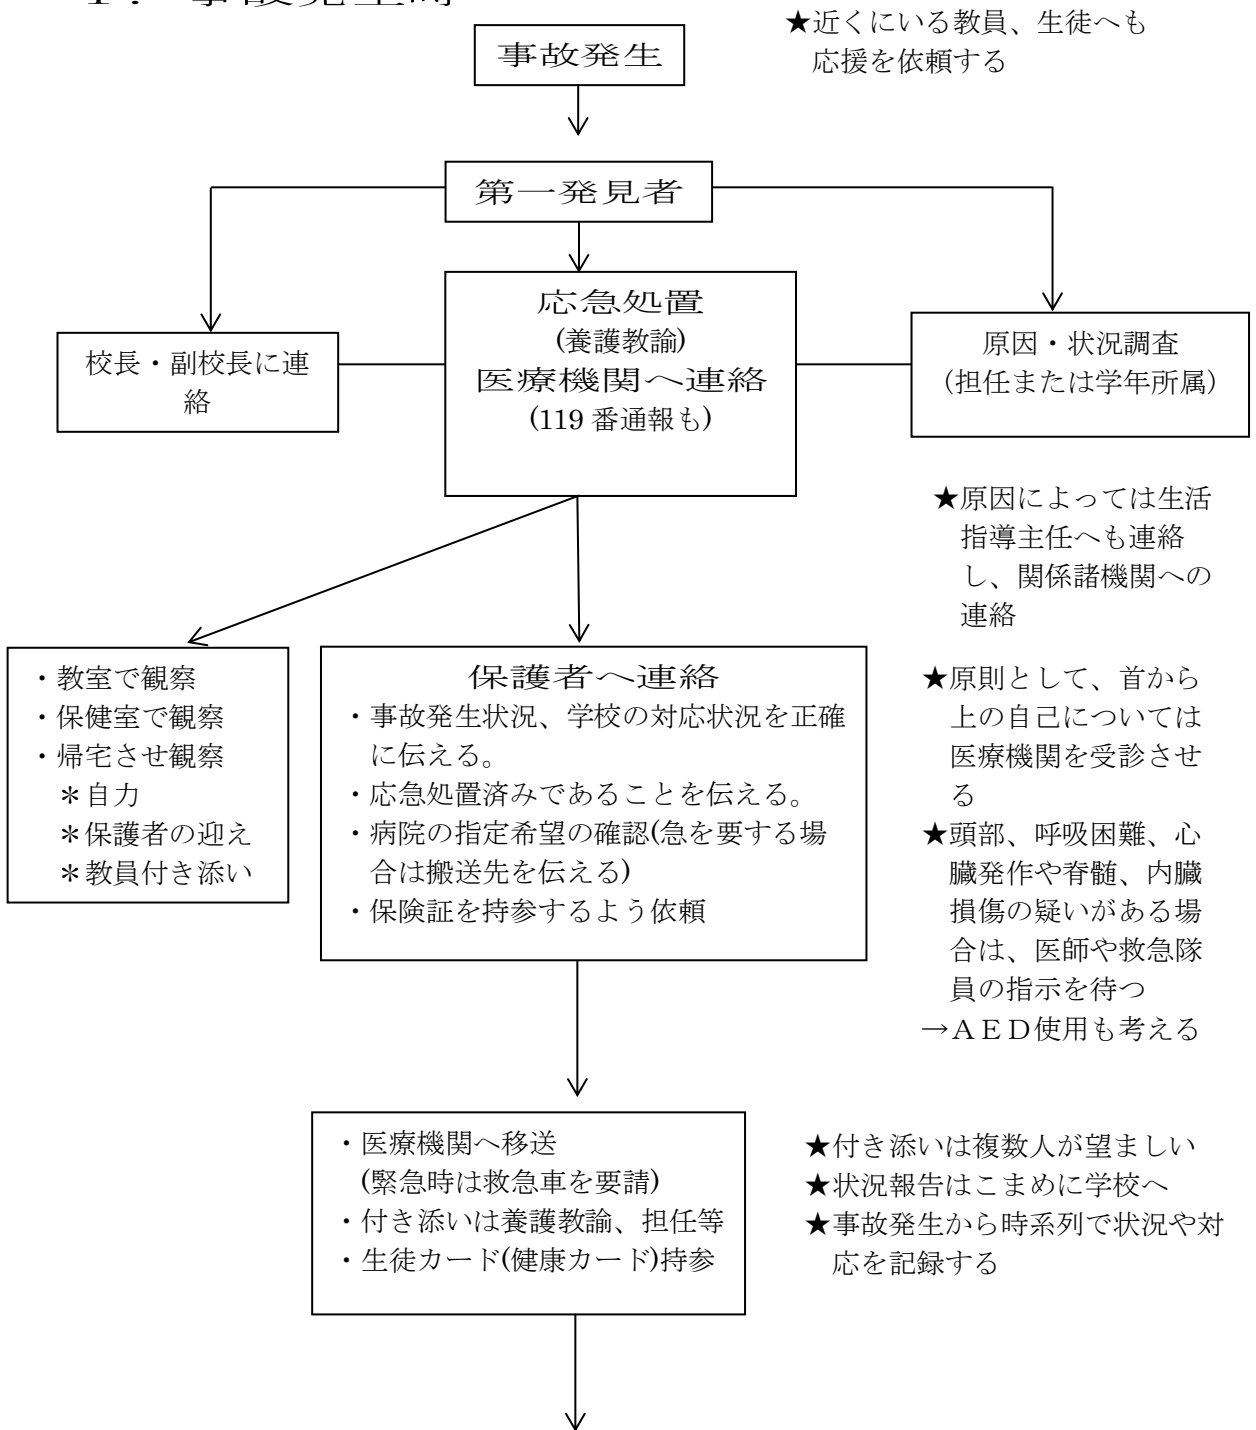 １．事故発生時
★近くにいる教員、生徒へも
応援を依頼する
事故発生
第一発見者
応急処置
(養護教諭)
医療機関へ連絡
(119 番通報も)
校長・副校長に連
絡
原因・状況調査
（担任または学年所属）
★原因によっては生活
指導主任へも連絡
し、関係諸機関への
連絡
・教室で観察
・保健室で観察
・帰宅させ観察
＊自力
＊保護者の迎え
＊教員付き添い
保護者へ連絡
・事故発生状況、学校の対応状況を正確
に伝える。
・応急処置済みであることを伝える。
・病院の指定希望の確認(急を要する場
合は搬送先を伝える)
・保険証を持参するよう依頼
★原則として、首から
上の自己については
医療機関を受診させ
る
★頭部、呼吸困難、心
臓発作や脊髄、内臓
損傷の疑いがある場
合は、医師や救急隊
員の指示を待つ
→ＡＥＤ使用も考える
・医療機関へ移送
(緊急時は救急車を要請)
・付き添いは養護教諭、担任等
・生徒カード(健康カード)持参
★付き添いは複数人が望ましい
★状況報告はこまめに学校へ
★事故発生から時系列で状況や対
応を記録する